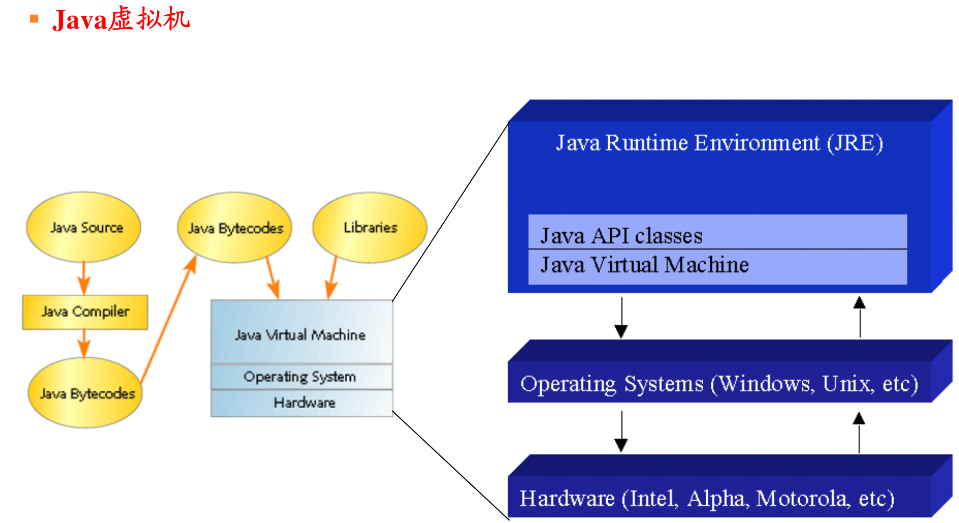 Java虚拟机
Java Source
Java Compiler
Java Bytecodes
Java Bytecodes
Libraries
Java Virtual Machine
Operating System
Hardware
Java Runtime Environment (JRE)
Java API classes
Java Virtual Machine
Operating Systems (Windows, Unix, etc)
Hardware (Intel, Alpha, Motorola, etc)